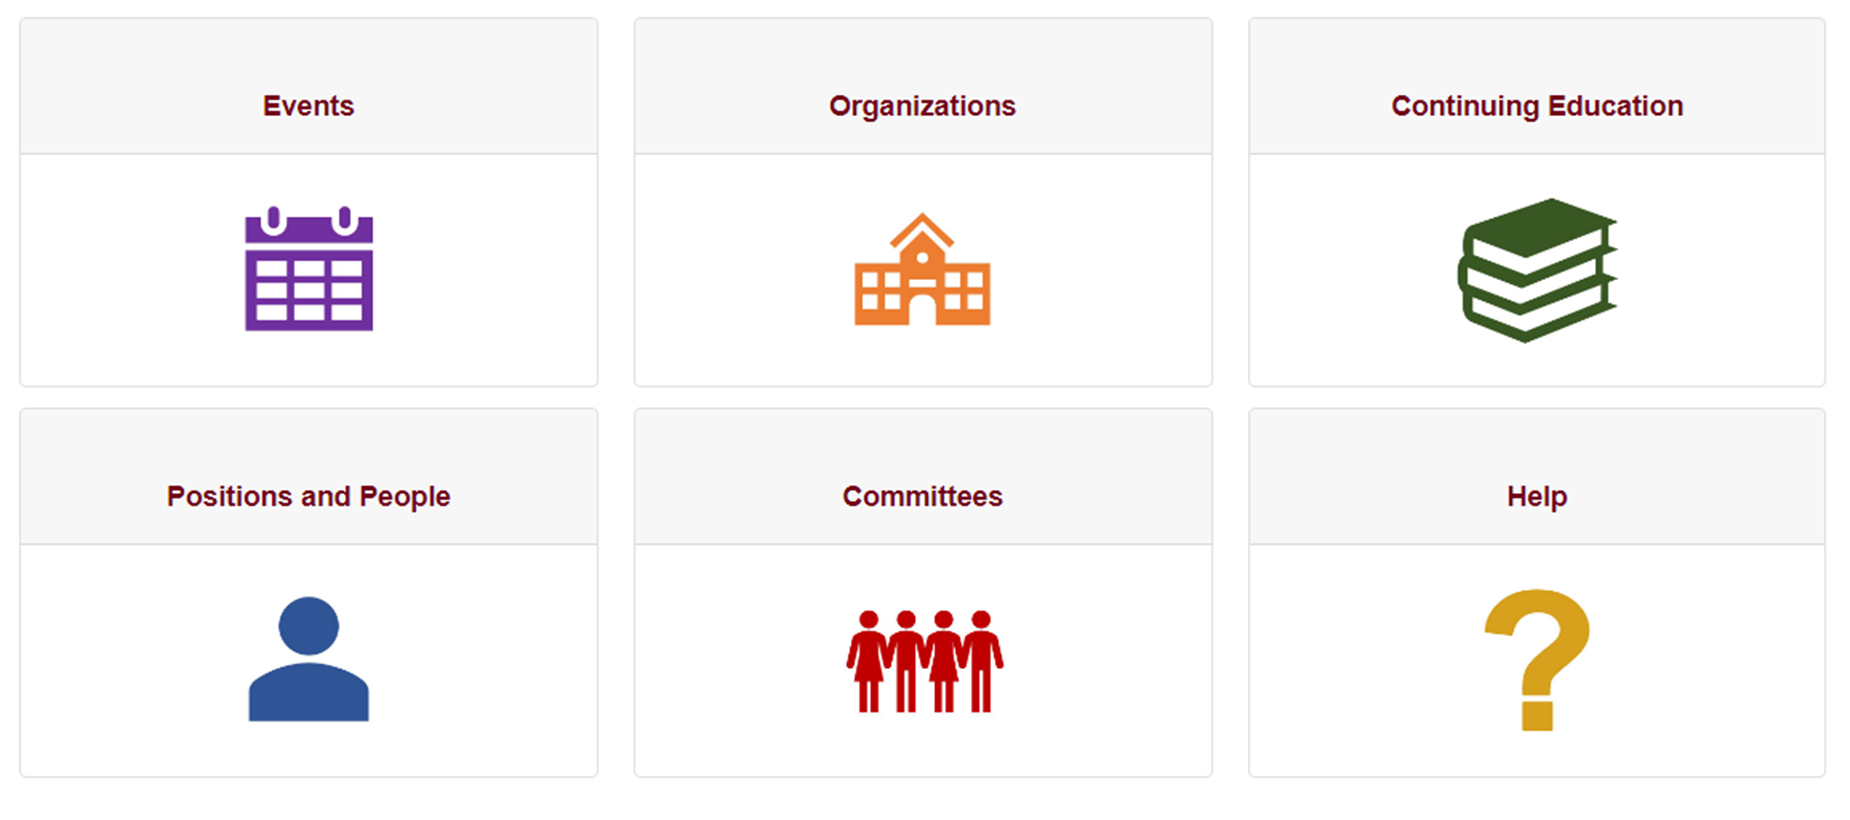 Events
Organizations
Continuing Education
Positions and People
Committees
Help